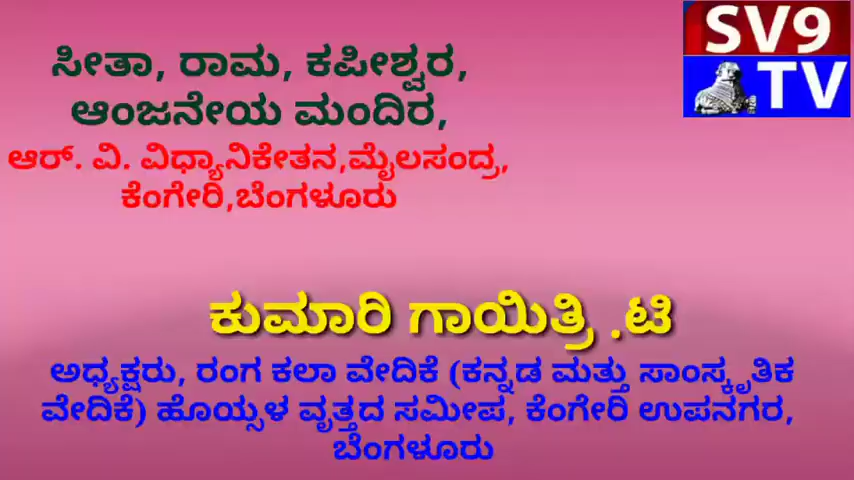 SV9
TV
ಸೀತಾ, ರಾಮ, ಕಪೀಶ್ವರ,
ಆಂಜನೇಯ ಮಂದಿರ,
ಆರ್. ವಿ. ವಿಧ್ಯಾನಿಕೇತನ,ಮೈಲಸಂದ್ರ,
ಕೆಂಗೇರಿ,ಬೆಂಗಳೂರು
ಕುಮಾರಿ ಗಾಯಿತ್ರಿ .ಟಿ
ಅಧ್ಯಕ್ಷರು, ರಂಗ ಕಲಾ ವೇದಿಕೆ (ಕನ್ನಡ ಮತ್ತು ಸಾಂಸ್ಕೃತಿಕ
ವೇದಿಕೆ) ಹೊಯ್ಸಳ ವೃತ್ತದ ಸಮೀಪ, ಕೆಂಗೇರಿ ಉಪನಗರ,
ಬೆಂಗಳೂರು